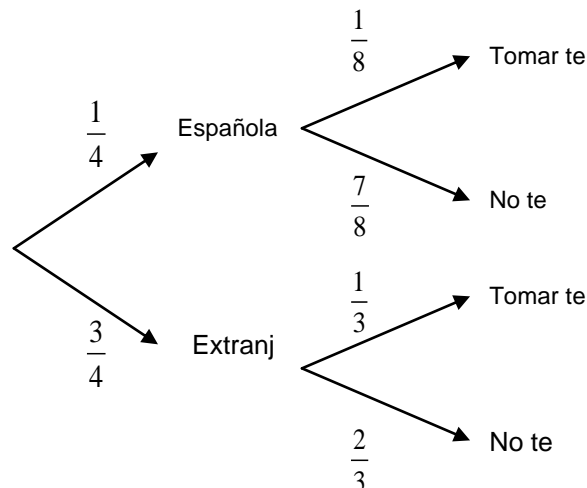 1/8
Tomar te
1/4
Española
7/8
No te
1/3
Tomar te
3/4
Extranj
2/3
No te